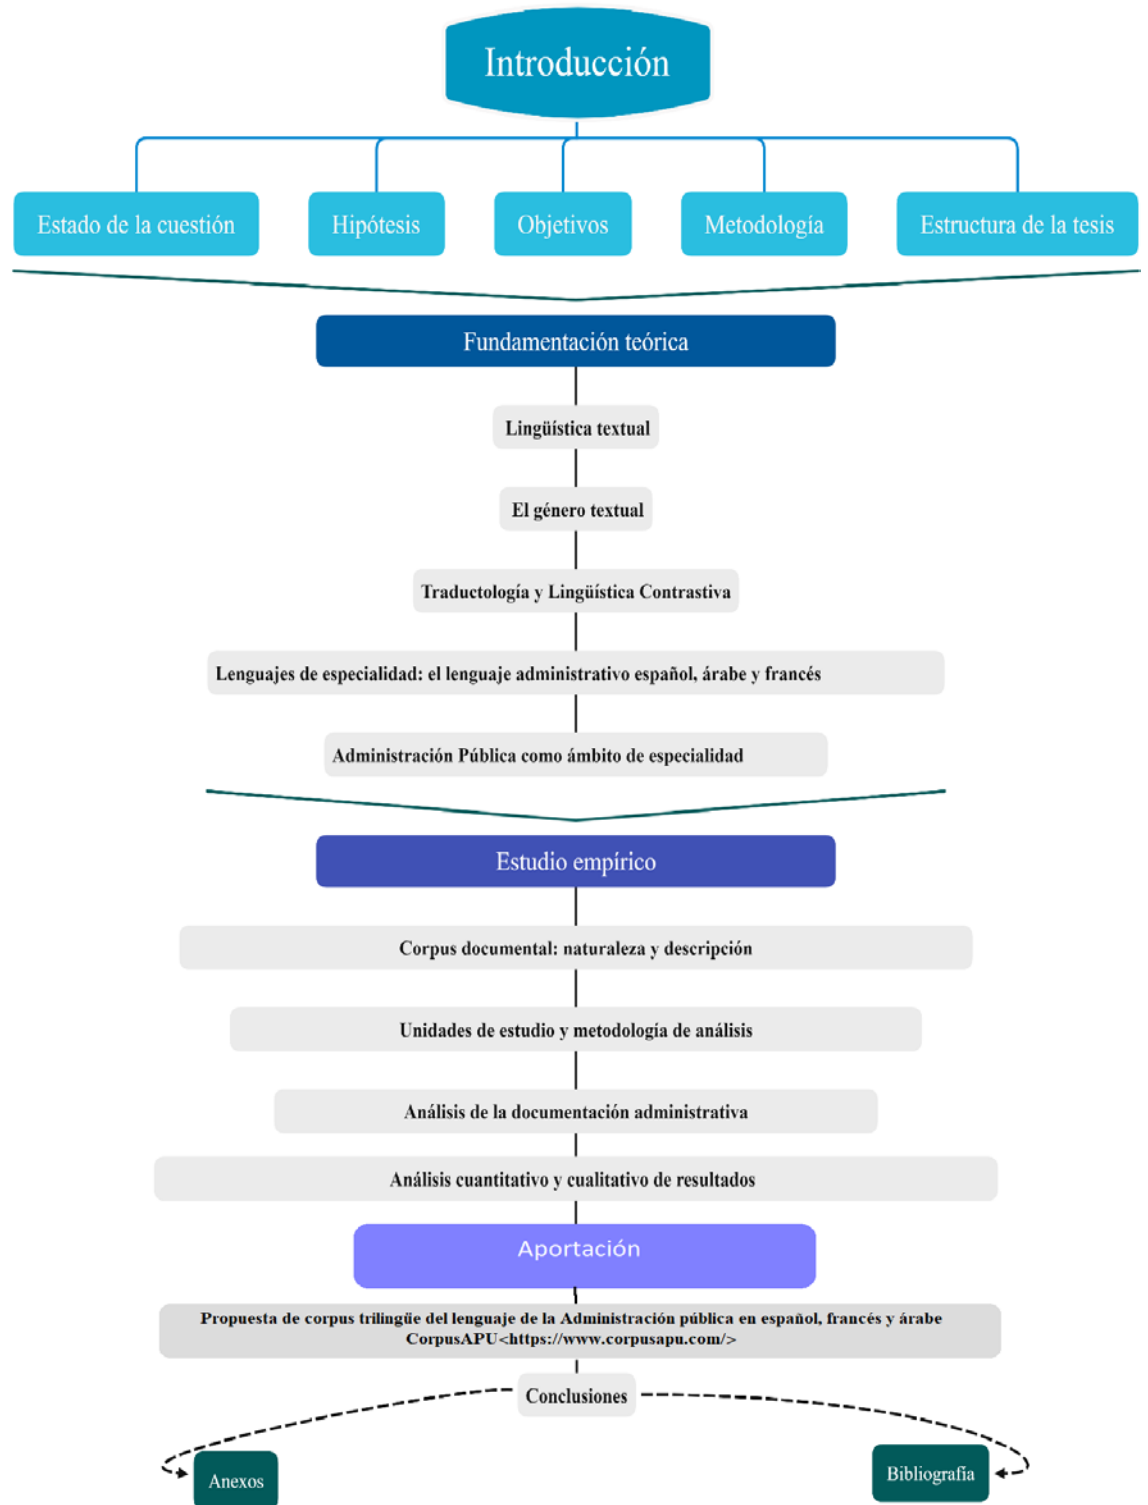 Introducción
Estado de la cuestión
Hipótesis
Objetivos
Metodología
Estructura de la tesis
Fundamentación teórica
Lingüística textual
El género textual
Traductología y Lingüística Contrastiva
Lenguajes de especialidad: el lenguaje administrativo español, árabe y francés
Administración Pública como ámbito de especialidad
Estudio empírico
Corpus documental: naturaleza y descripción
Unidades de estudio y metodología de análisis
Análisis de la documentación administrativa
Análisis cuantitativo y cualitativo de resultados
Aportación
Propuesta de corpus trilingüe del lenguaje de la Administración pública en español, francés y árabe
CorpusAPU<https://www.corpusapu.com/>
Conclusiones
Anexos
Bibliografía